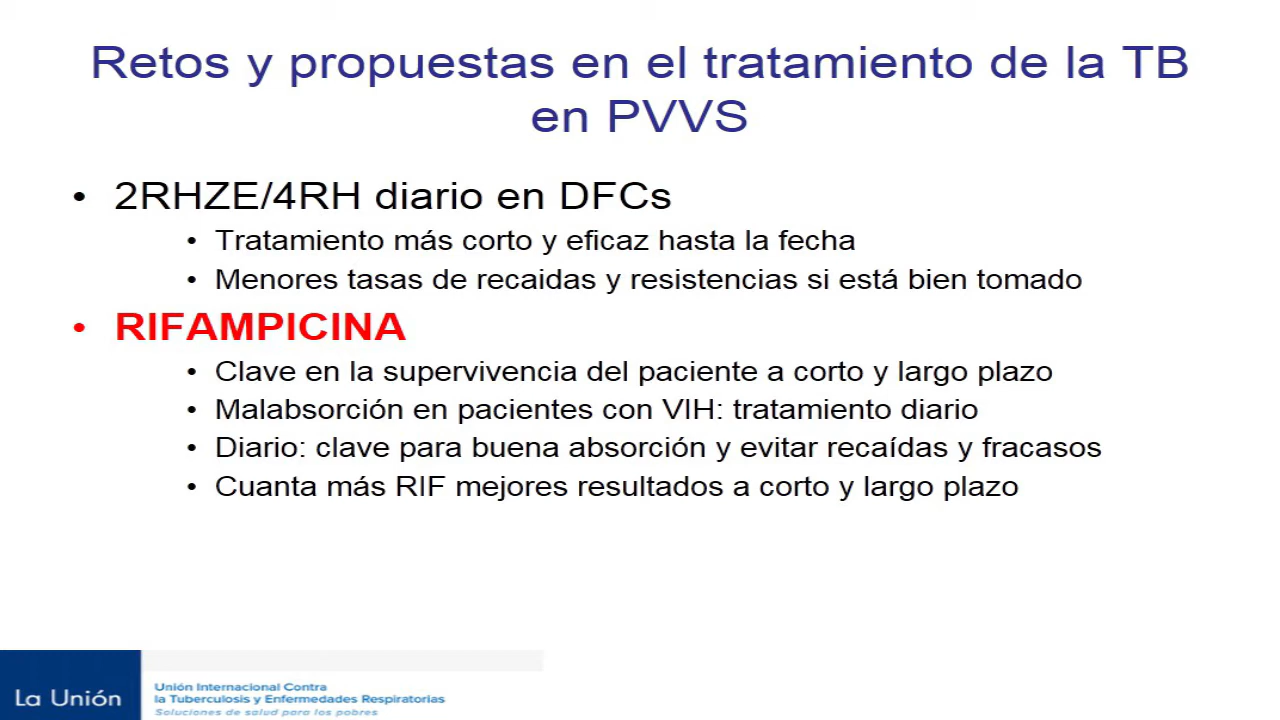 Retos y propuestas en el tratamiento de la TB
en PVVS
• 2RHZE/4RH diario en DFCs
• Tratamiento más corto y eficaz hasta la fecha
• Menores tasas de recaidas y resistencias si está bien tomado
• RIFAMPICINA
• Clave en la supervivencia del paciente a corto y largo plazo
• Malabsorción en pacientes con VIH: tratamiento diario
• Diario: clave para buena absorción y evitar recaídas y fracasos
• Cuanta más RIF mejores resultados a corto y largo plazo
La Unión
Unión Internacional Contra
la Tuberculosis y Enfermedades Respiratorias
Soluciones de salud para los pobres